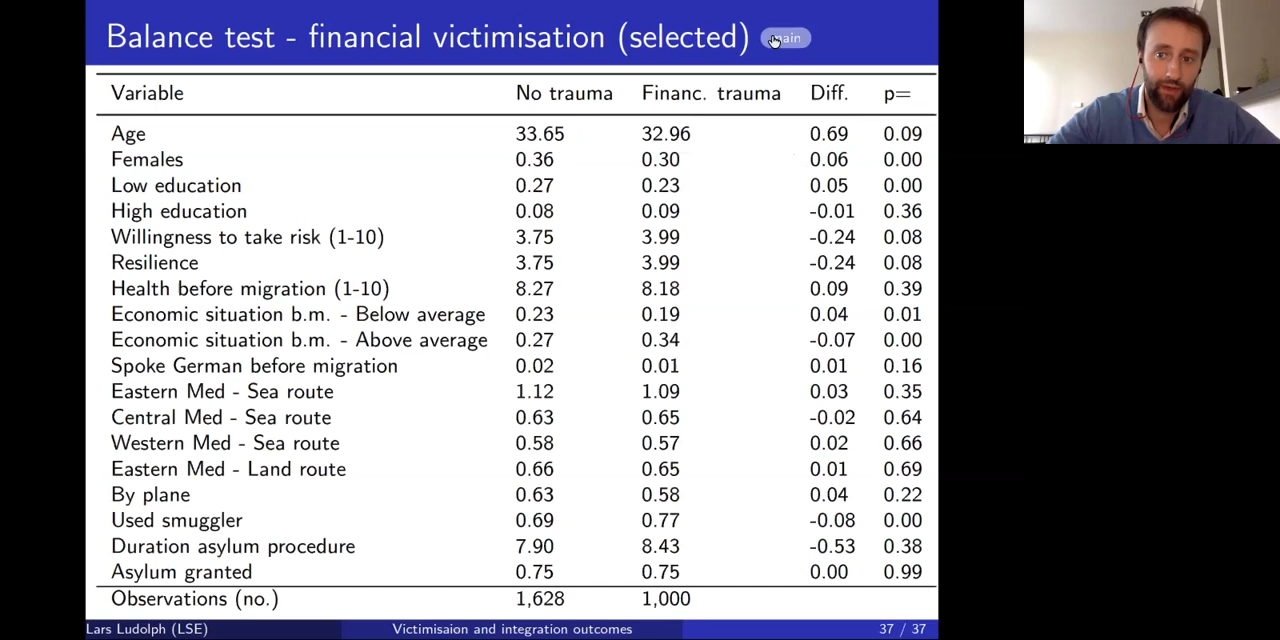 Balance test - financial victimisation (selected)
Variable No trauma Financ. trauma Diff. p=
Age 33.65 32.96 0.69 0.09
Females 0.36 0.30 0.06 0.00
Low education 0.27 0.23 0.05 0.00
High education 0.08 0.09 -0.01 0.36
Willingness to take risk (1-10) 3.75 3.99 -0.24 0.08
Resilience 3.75 3.99 -0.24 0.08
Health before migration (1-10) 8.27 8.18 0.09 0.39
Economic situation b.m. - Below average 0.23 0.19 0.04 0.01
Economic situation b.m. - Above average 0.27 0.34 -0.07 0.00
Spoke German before migration 0.02 0.01 0.01 0.16
Eastern Med - Sea route 1.12 1.09 0.03 0.35
Central Med - Sea route 0.63 0.65 -0.02 0.64
Western Med - Sea route 0.58 0.57 0.02 0.66
Eastern Med - Land route 0.66 0.65 0.01 0.69
By plane 0.63 0.58 0.04 0.22
Used smuggler 0.69 0.77 -0.08 0.00
Duration asylum procedure 7.90 8.43 -0.53 0.38
Asylum granted 0.75 0.75 0.00 0.99
Observations (no.) 1,628 1,000
Lars Ludolph (LSE) Victimisaion and integration outcomes 37 / 37